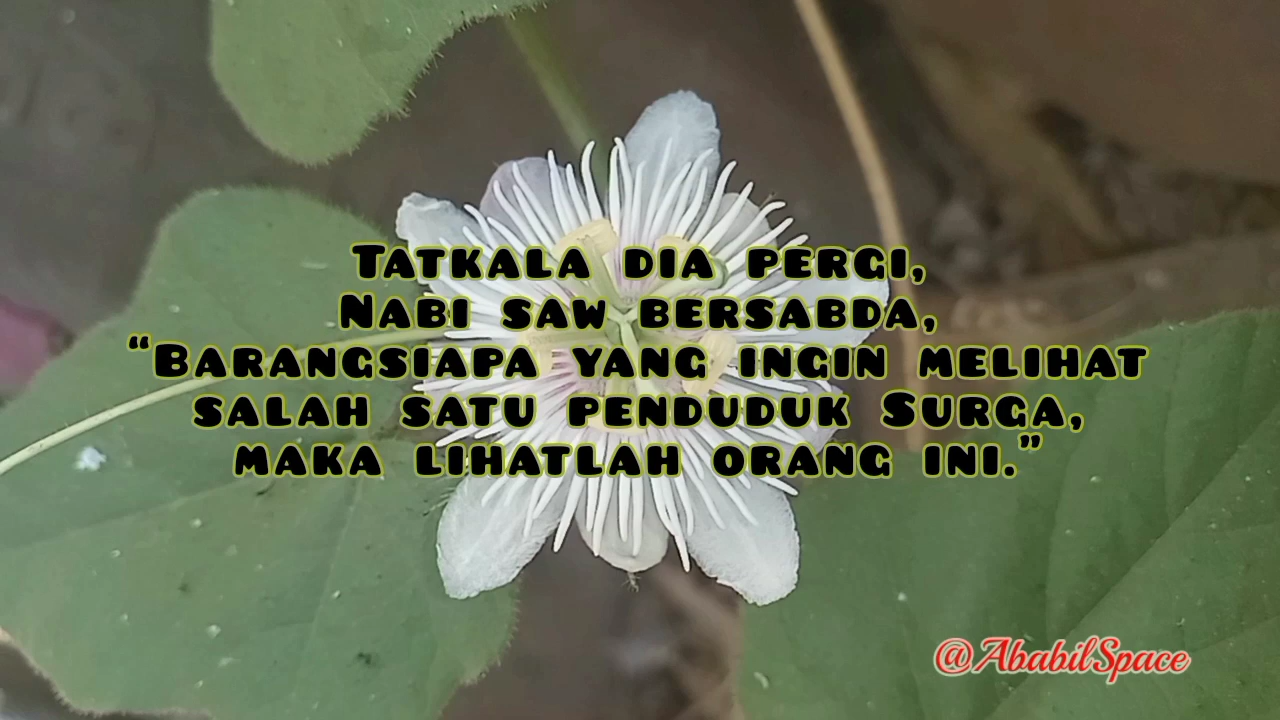 Tatkala dia pergi,
Nabi saw bersabda,
“Barangsiapa yang ingin melihat
salah satu penduduk Surga,
maka lihatlah orang ini.”
@AbabilSpace